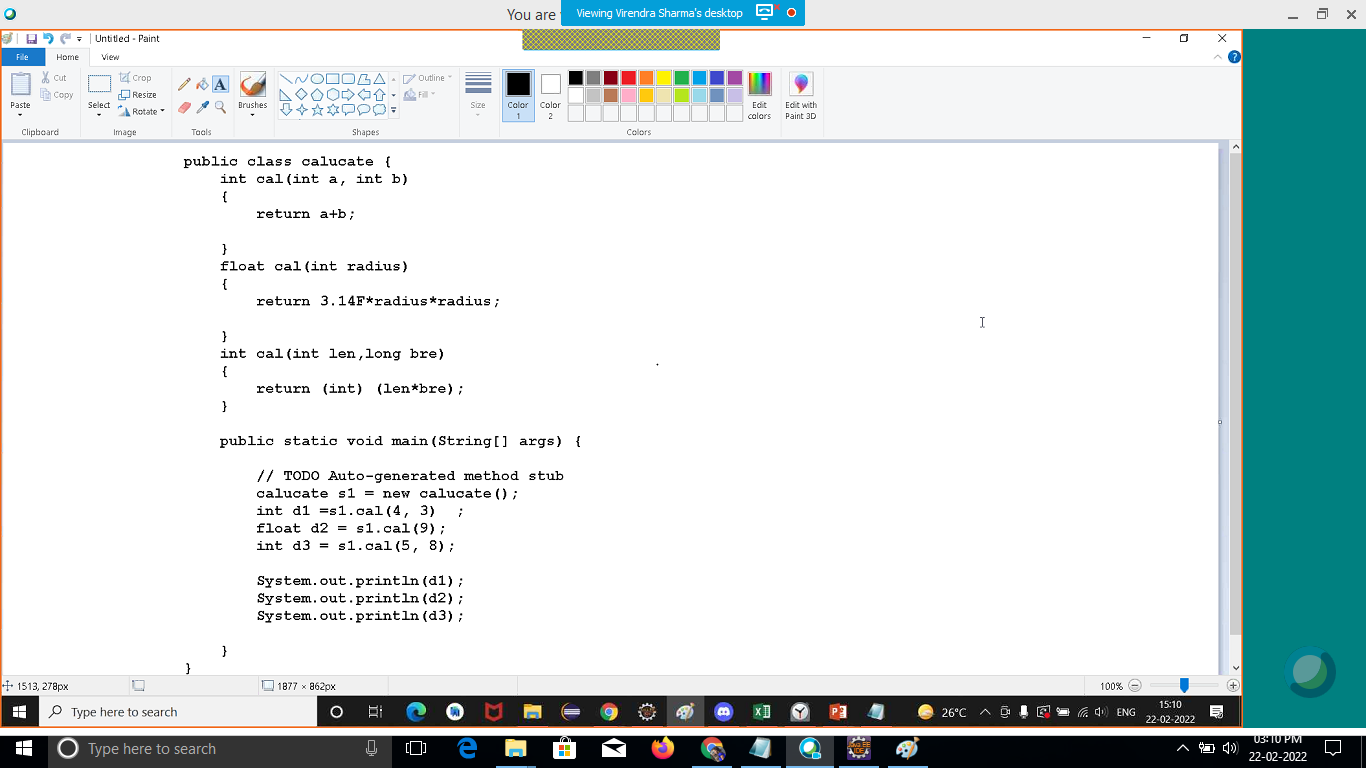 You are
Viewing Virendra Sharma's desktop
Untitled - Paint
File Home View
Paste
Cut
Copy
Clipboard
Select
Crop
Resize
Rotate
Image
Tools
Brushes
Shapes
Outline
Fill
Size
Color
1
Color
2
Edit
colors
Colors
Edit with
Paint 3D
public class calucate {
int cal(int a, int b)
{
return a+b;
}
float cal(int radius)
{
return 3.14F*radius*radius;
}
int cal(int len,long bre)
{
return (int) (len*bre);
}
public static void main(String[] args) {
// TODO Auto-generated method stub
calucate s1 = new calucate();
int d1 =s1.cal(4, 3)  ;
float d2 = s1.cal(9);
int d3 = s1.cal(5, 8);
System.out.println(d1);
System.out.println(d2);
System.out.println(d3);
}
}
1513, 278px
1877 × 862px
100%
Type here to search
26°C
ENG
15:10
22-02-2022
Type here to search
03:10 PM
22-02-2022